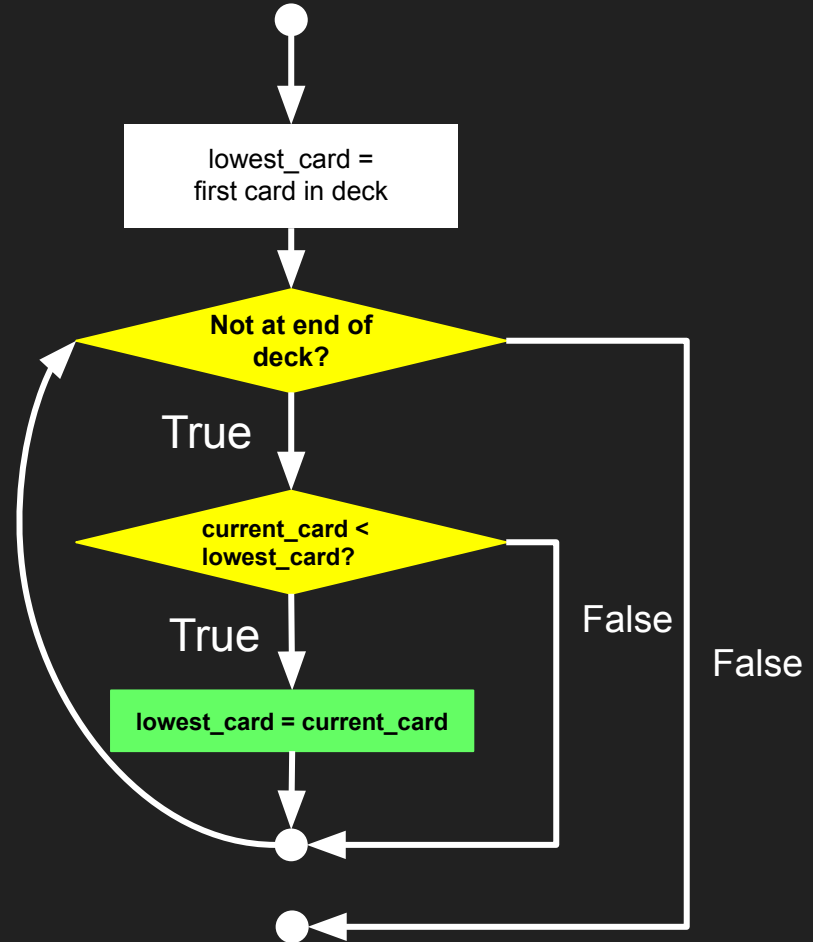 lowest_card =
first card in deck
Not at end of
deck?
True
current_card <
lowest_card?
True
False
False
lowest_card = current_card